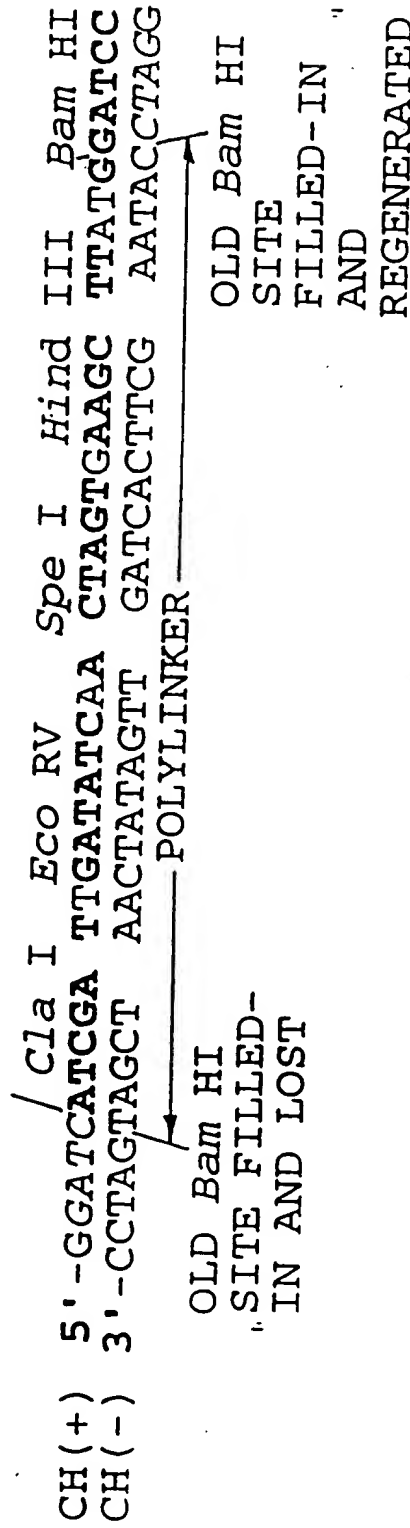 Cla I Eco RV Spe I Hind III Bam HI
CH(+) 5'-GGATCATCGA TTGATATCAA CTAGTGAAGC TTATGGATCC
CH(-) 3'-CCTAGTAGCT AACTATAGTT GATCACTTCG AATACCTAGG
POLYLINKER
OLD Bam HI
SITE FILLED-
IN AND LOST
OLD Bam HI
SITE
FILLED-IN
AND
REGENERATED